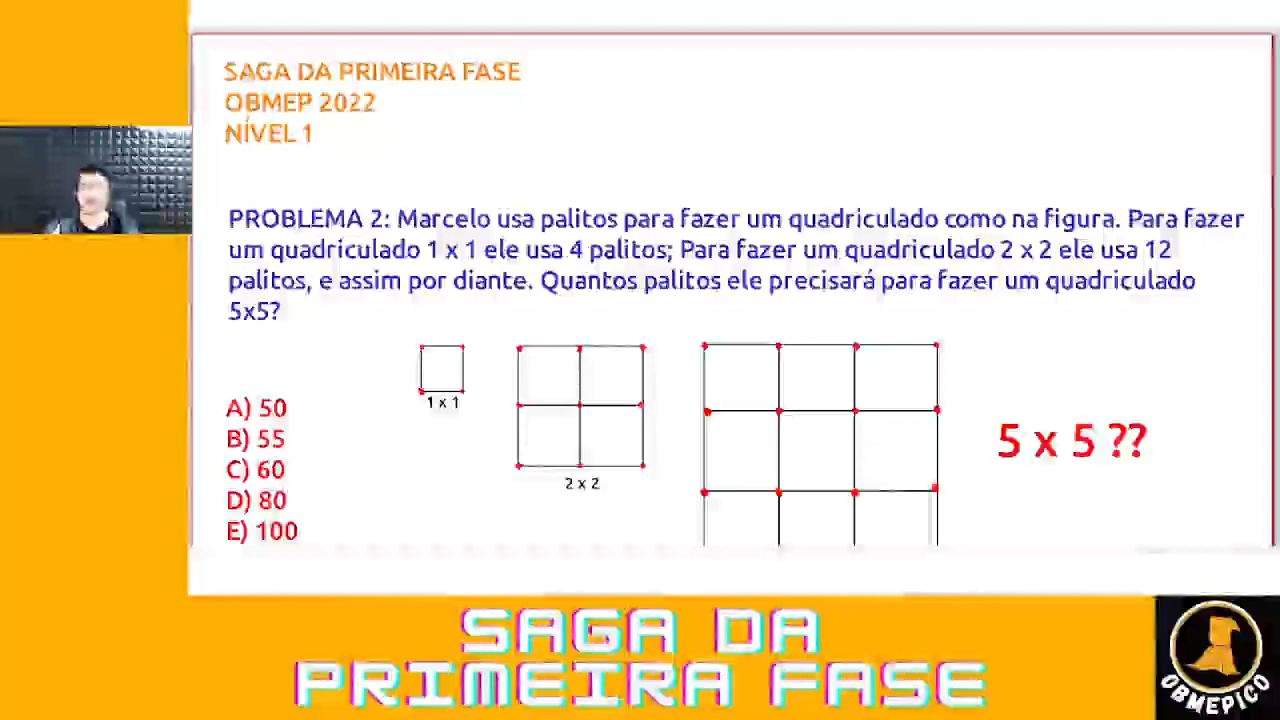 SAGA DA PRIMEIRA FASE
OBMEP 2022
NÍVEL 1
PROBLEMA 2: Marcelo usa palitos para fazer um quadriculado como na figura. Para fazer
um quadriculado 1 x 1 ele usa 4 palitos; Para fazer um quadriculado 2 x 2 ele usa 12
palitos, e assim por diante. Quantos palitos ele precisará para fazer um quadriculado
5x5?
A) 50
B) 55
C) 60
D) 80
E) 100
1 x 1
2 x 2
5 x 5 ??
SAGA DA
PRIMEIRA FASE
OBMEPICO